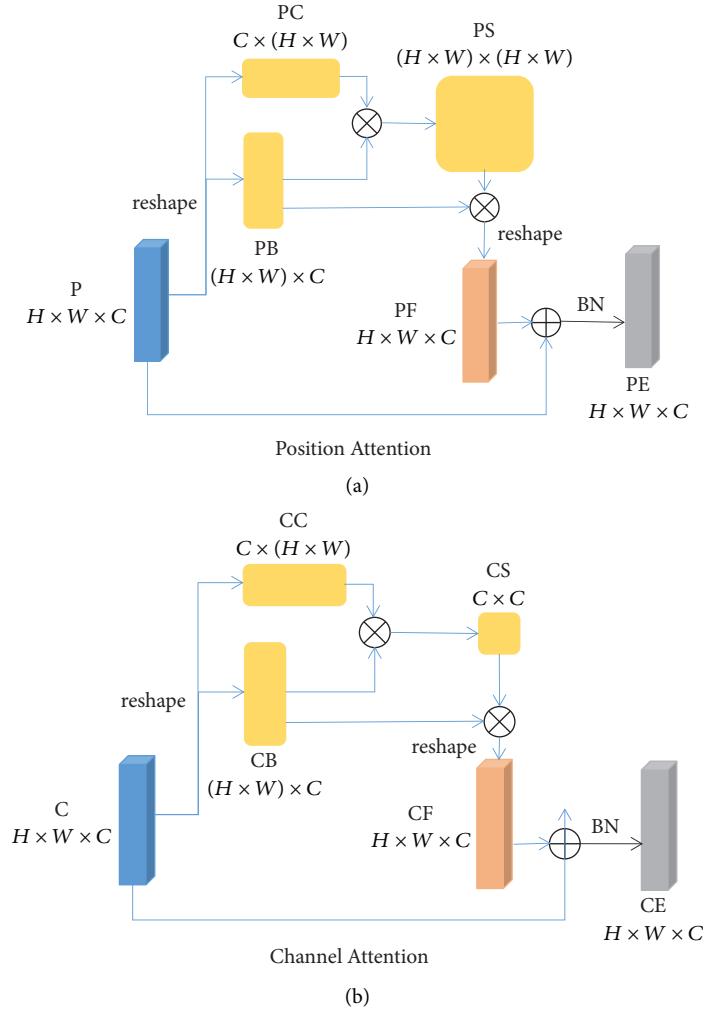 PC
C × (H × W)
PS
(H × W) × (H × W)
reshape
PB
(H × W) × C
reshape
P
H × W × C
PF
H × W × C
BN
PE
H × W × C
Position Attention
(a)
CC
C × (H × W)
CS
C × C
reshape
CB
(H × W) × C
reshape
C
H × W × C
CF
H × W × C
BN
CE
H × W × C
Channel Attention
(b)